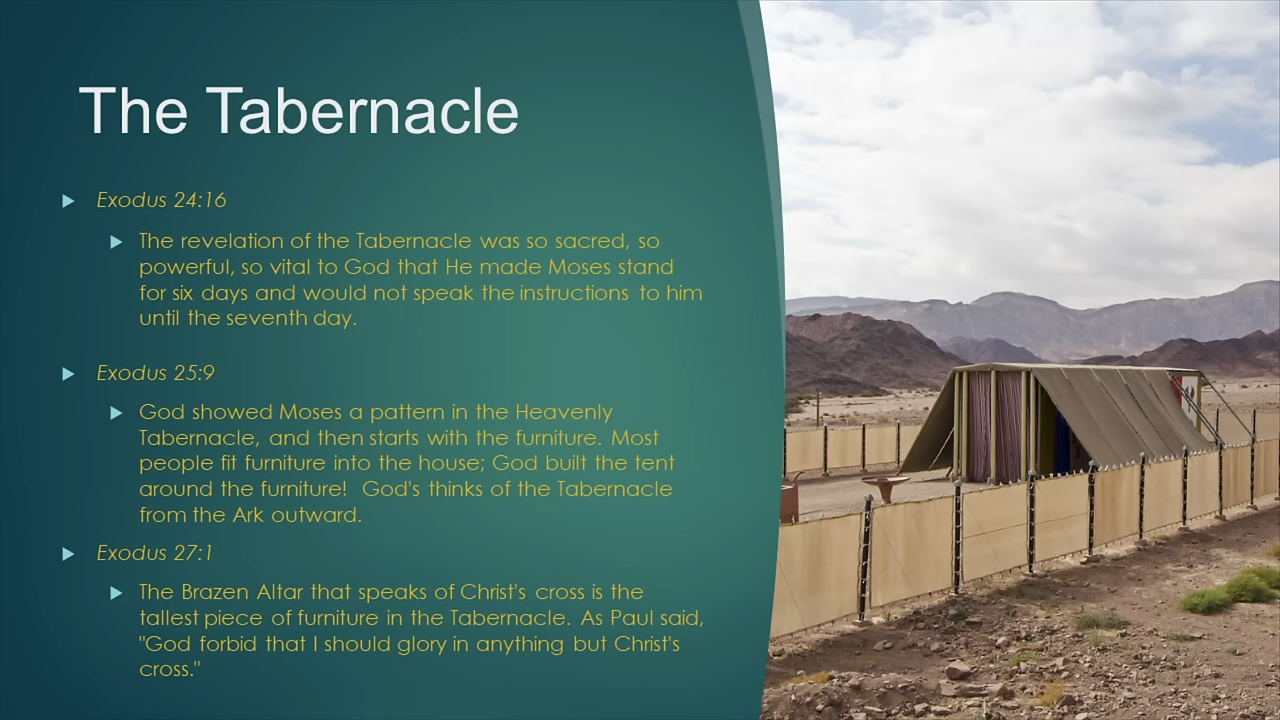 The Tabernacle
Exodus 24:16
The revelation of the Tabernacle was so sacred, so
powerful, so vital to God that He made Moses stand
for six days and would not speak the instructions to him
until the seventh day.
Exodus 25:9
God showed Moses a pattern in the Heavenly
Tabernacle, and then starts with the furniture. Most
people fit furniture into the house; God built the tent
around the furniture! God's thinks of the Tabernacle
from the Ark outward.
Exodus 27:1
The Brazen Altar that speaks of Christ's cross is the
tallest piece of furniture in the Tabernacle. As Paul said,
"God forbid that I should glory in anything but Christ's
cross."